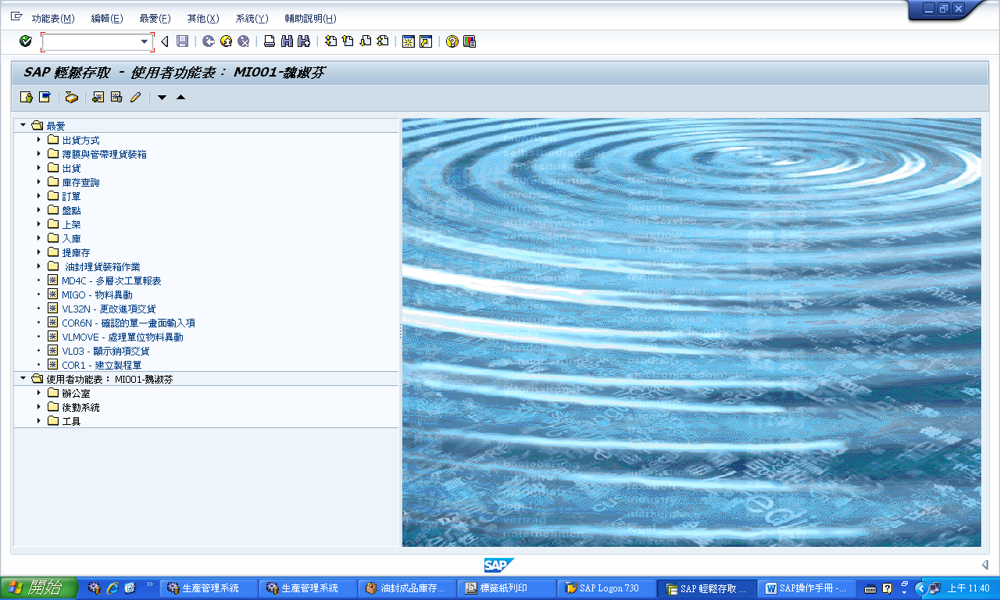 功能表(M) 編輯(E) 最愛(F) 其他(X) 系統(Y) 輔助說明(H)
SAP 輕鬆存取 - 使用者功能表： MI001-魏淑芬
最愛
出貨方式
薄膜與管帶理貨裝箱
出貨
庫存查詢
訂單
盤點
上架
入庫
提庫存
油封理貨裝箱作業
MD4C - 多層次工單報表
MIGO - 物料異動
VL32N - 更改進項交貨
COR6N - 確認的單一畫面輸入項
VLMOVE - 處理單位物料異動
VL03 - 顯示銷項交貨
COR1 - 建立製程單
使用者功能表： MI001-魏淑芬
辦公室
後勤系統
工具
SAP
開始 生產管理系統 生產管理系統 油封成品庫存... 標籤紙列印 SAP Logon 730 SAP 輕鬆存取 ... SAP操作手冊 -... 上午 11:40